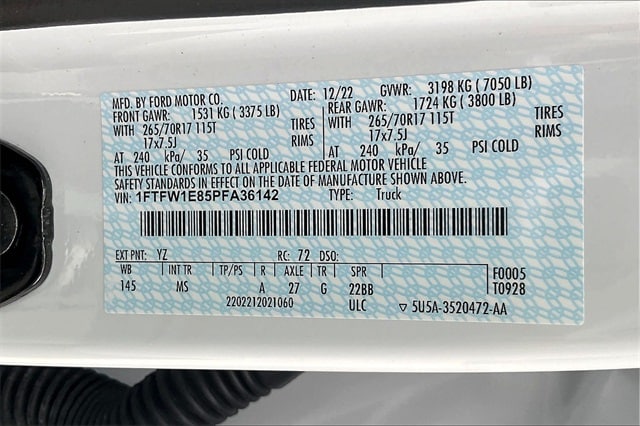 MFD. BY FORD MOTOR CO. DATE: 12/22 GVWR: 3198 KG ( 7050 LB)
FRONT GAWR: 1531 KG ( 3375 LB) REAR GAWR: 1724 KG ( 3800 LB)
WITH 265/70R17 115T TIRES WITH 265/70R17 115T TIRES
17x7.5J RIMS 17x7.5J RIMS
AT 240 kPa/ 35 PSI COLD AT 240 kPa/ 35 PSI COLD
THIS VEHICLE CONFORMS TO ALL APPLICABLE FEDERAL MOTOR VEHICLE
SAFETY STANDARDS IN EFFECT ON THE DATE OF MANUFACTURE SHOWN ABOVE.
VIN: 1FTFW1E85PFA36142 TYPE: Truck
EXT PNT: YZ RC: 72 DSO: F0005
WB INT TR TP/PS R AXLE TR SPR T0928
145 MS A 27 G 22BB
2202212021060 ULC ▽ 5U5A-3520472-AA